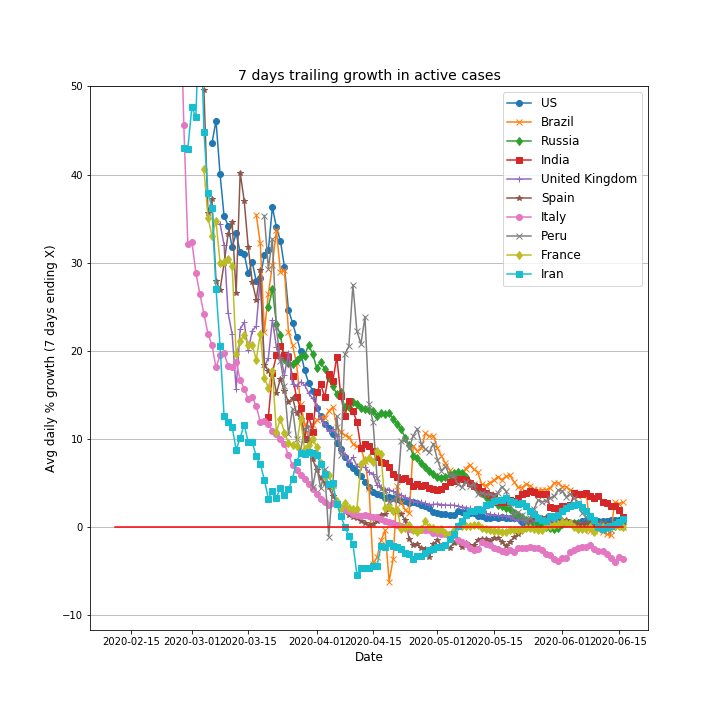 7 days trailing growth in active cases
Avg daily % growth (7 days ending X)
50
40
30
20
10
0
−10
US
Brazil
Russia
India
United Kingdom
Spain
Italy
Peru
France
Iran
2020-02-15 2020-03-01 2020-03-15 2020-04-01 2020-04-15 2020-05-01 2020-05-15 2020-06-01 2020-06-15
Date